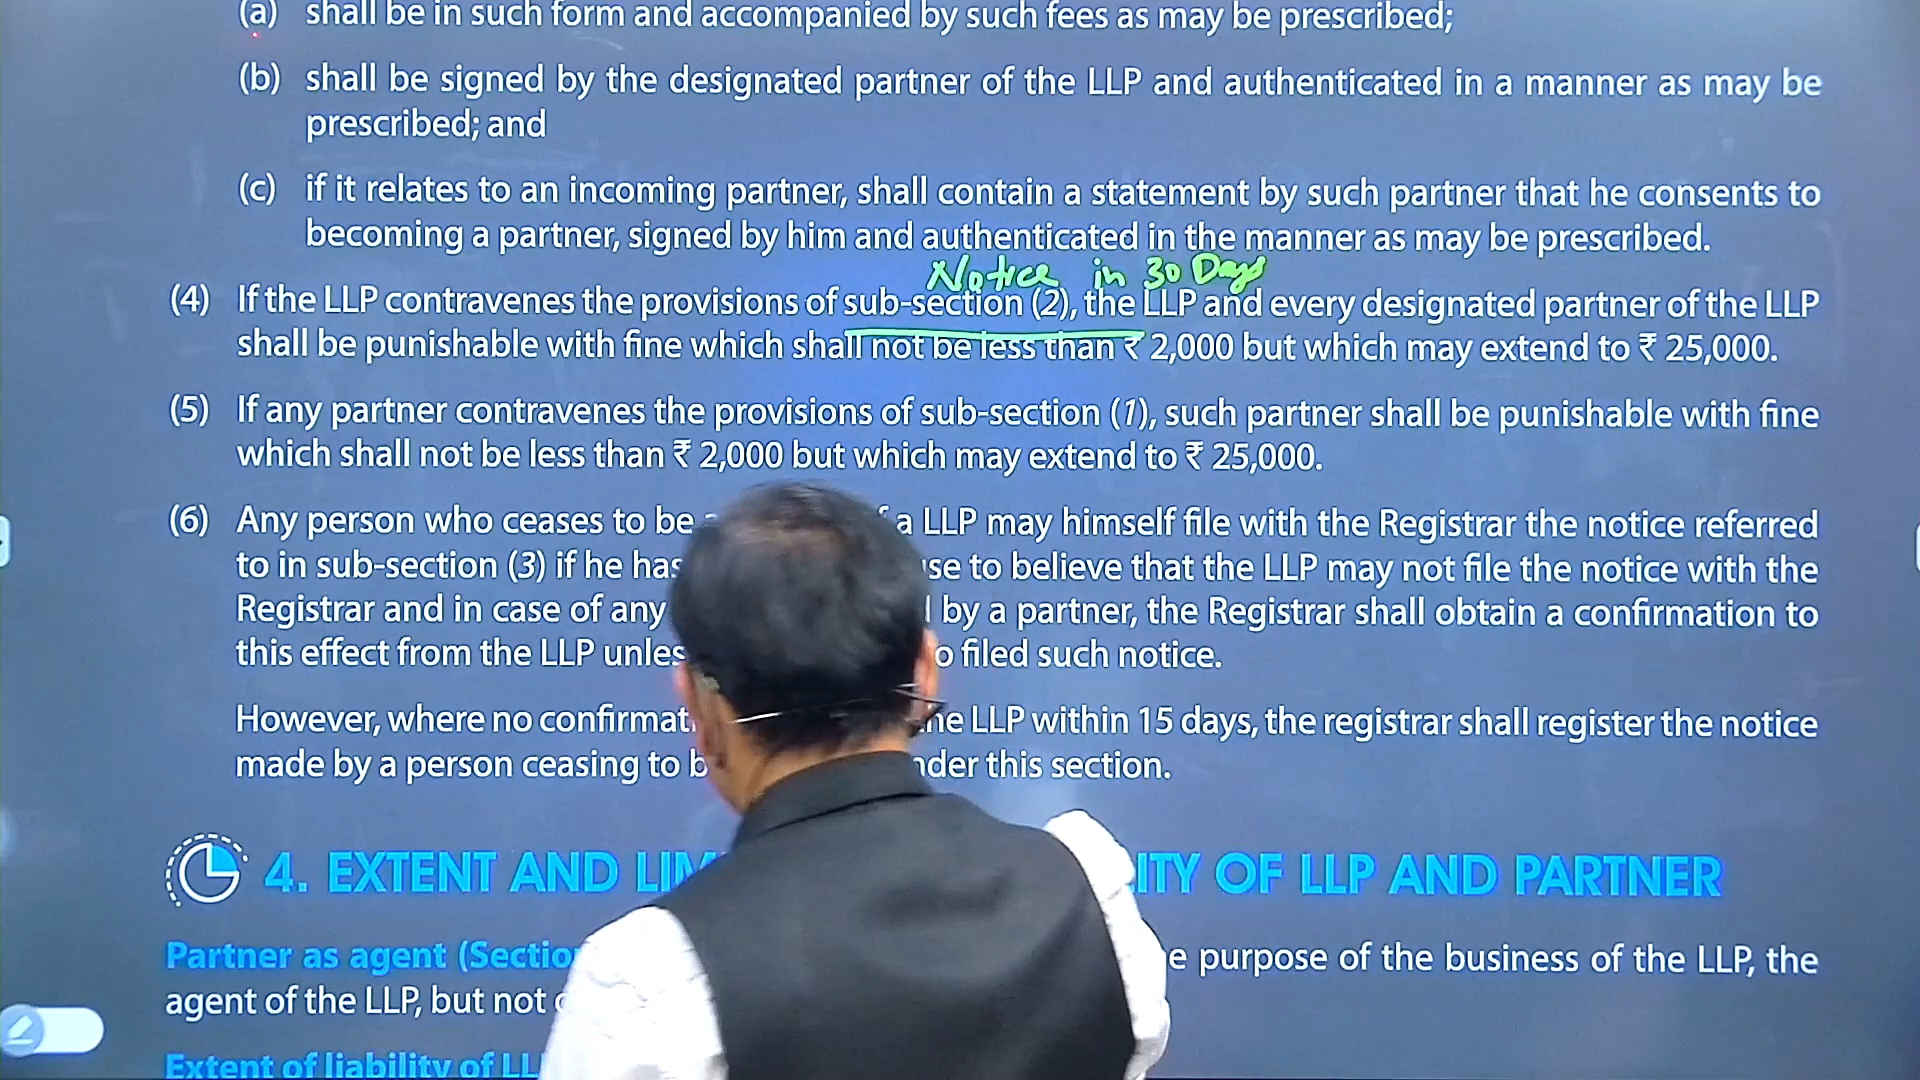 (a) shall be in such form and accompanied by such fees as may be prescribed;
(b) shall be signed by the designated partner of the LLP and authenticated in a manner as may be
prescribed; and
(c) if it relates to an incoming partner, shall contain a statement by such partner that he consents to
becoming a partner, signed by him and authenticated in the manner as may be prescribed.
Notice in 30 Days
(4) If the LLP contravenes the provisions of sub-section (2), the LLP and every designated partner of the LLP
shall be punishable with fine which shall not be less than ₹ 2,000 but which may extend to ₹ 25,000.
(5) If any partner contravenes the provisions of sub-section (1), such partner shall be punishable with fine
which shall not be less than ₹ 2,000 but which may extend to ₹ 25,000.
(6) Any person who ceases to be a LLP may himself file with the Registrar the notice referred
to in sub-section (3) if he has to believe that the LLP may not file the notice with the
Registrar and in case of any by a partner, the Registrar shall obtain a confirmation to
this effect from the LLP filed such notice.
However, where no LLP within 15 days, the registrar shall register the notice
made by a person ceasing to this section.
4. EXTENT AND OF LLP AND PARTNER
Partner as agent purpose of the business of the LLP, the
agent of the LLP, but not
Extent of liability of